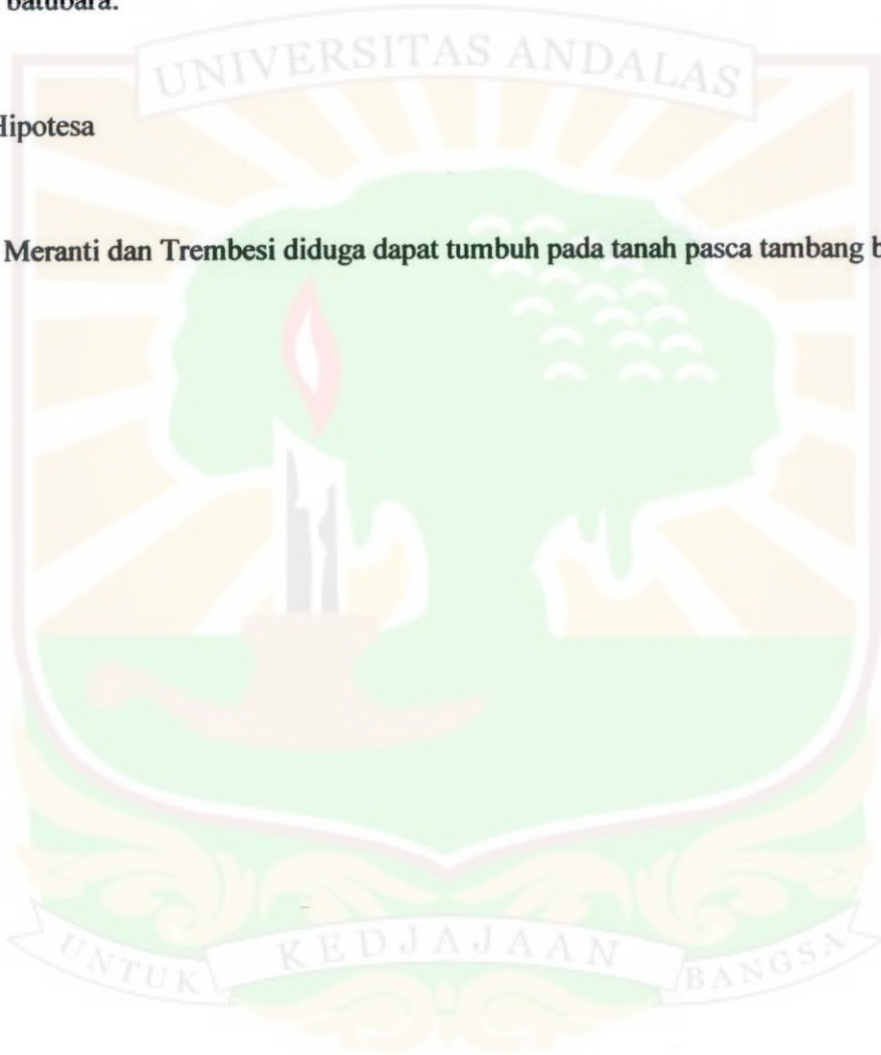 batubara.
UNIVERSITAS ANDALAS
Hipotesa
Meranti dan Trembesi diduga dapat tumbuh pada tanah pasca tambang b
UNTUK KEDJAJAAN BANGSA